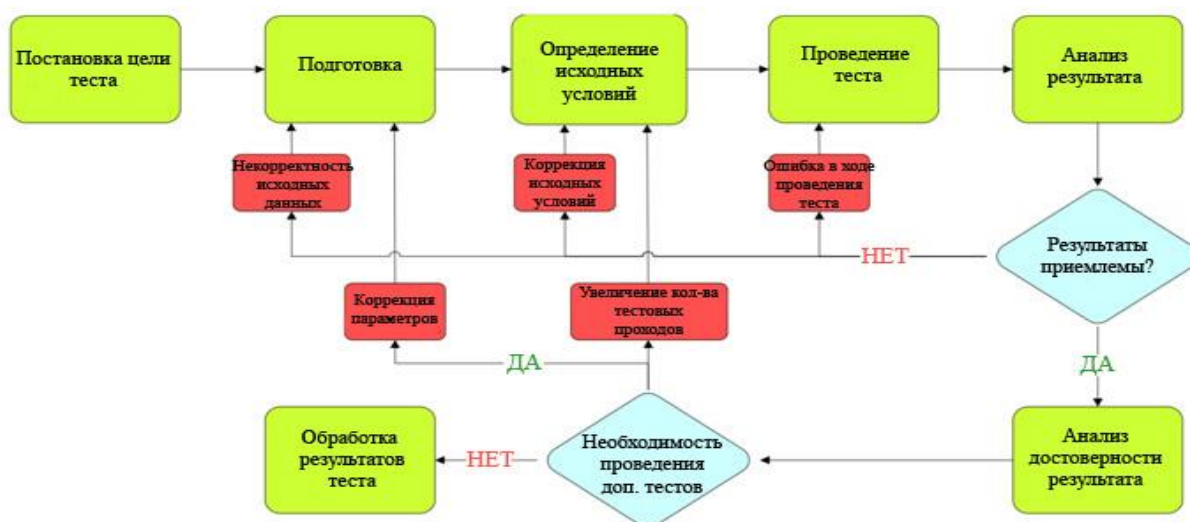 Постановка цели
теста
Подготовка
Определение
исходных
условий
Проведение
теста
Анализ
результата
Некорректность
исходных
данных
Коррекция
исходных
условий
Ошибка в ходе
проведения
теста
НЕТ
Результаты
приемлемы?
Коррекция
параметров
Увеличение кол-ва
тестовых
проходов
ДА
ДА
Обработка
результатов
теста
НЕТ
Необходимость
проведения
доп. тестов
Анализ
достоверности
результата